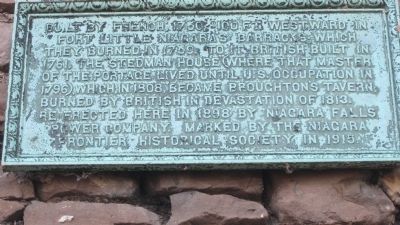 BUILT BY FRENCH, 1750, 100 FT. WESTWARD IN
FORT LITTLE NIAGARA'S BARRACKS, WHICH
THEY BURNED IN 1759. TO IT, BRITISH BUILT IN
1761, THE STEDMAN HOUSE (WHERE THAT MASTER
OF THE PORTAGE LIVED UNTIL U.S. OCCUPATION IN
1796) WHICH IN 1808, BECAME BROUGHTON'S TAVERN.
BURNED BY BRITISH IN DEVASTATION OF 1813.
RE-ERECTED HERE IN 1898 BY NIAGARA FALLS
POWER COMPANY. MARKED BY THE NIAGARA
FRONTIER HISTORICAL SOCIETY IN 1915.